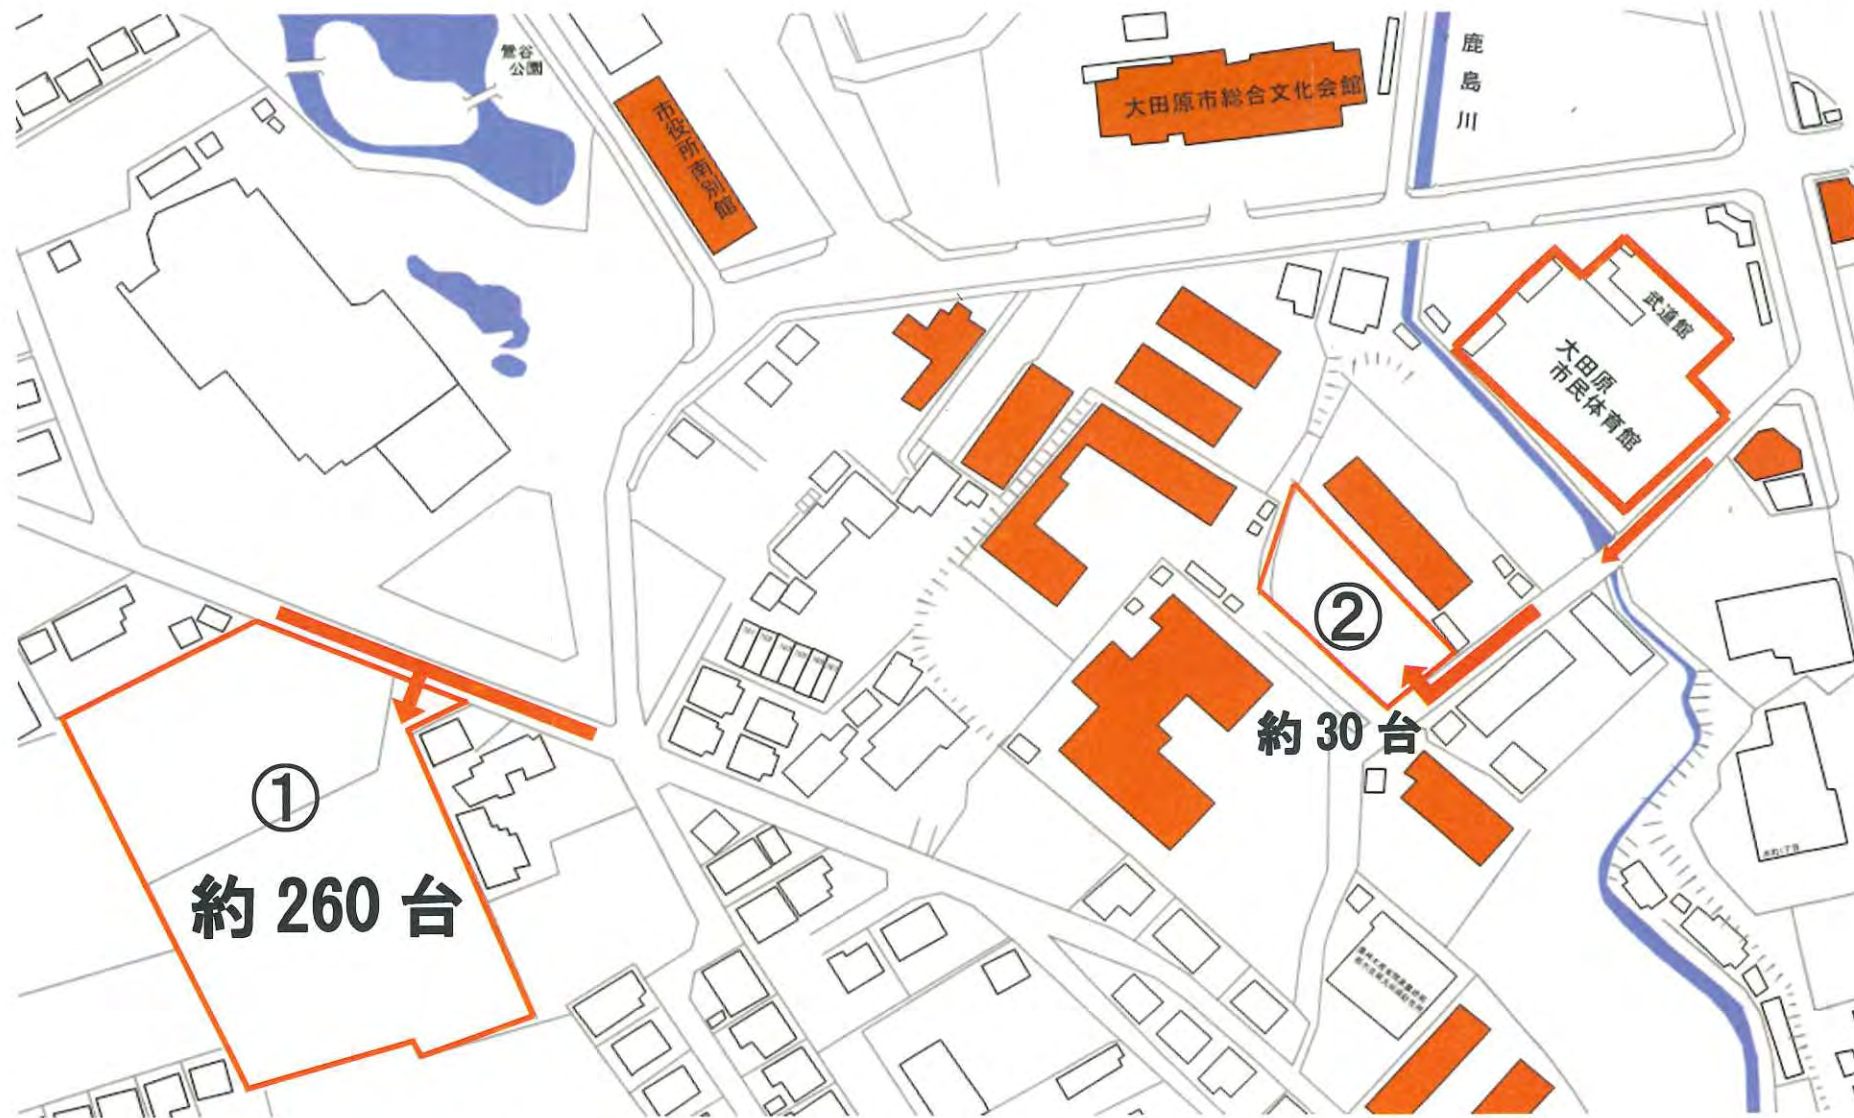 鶯谷
公園
市役所南別館
大田原市総合文化会館
鹿島川
武道館
大田原
市民体育館
②
約 30 台
①
約 260 台